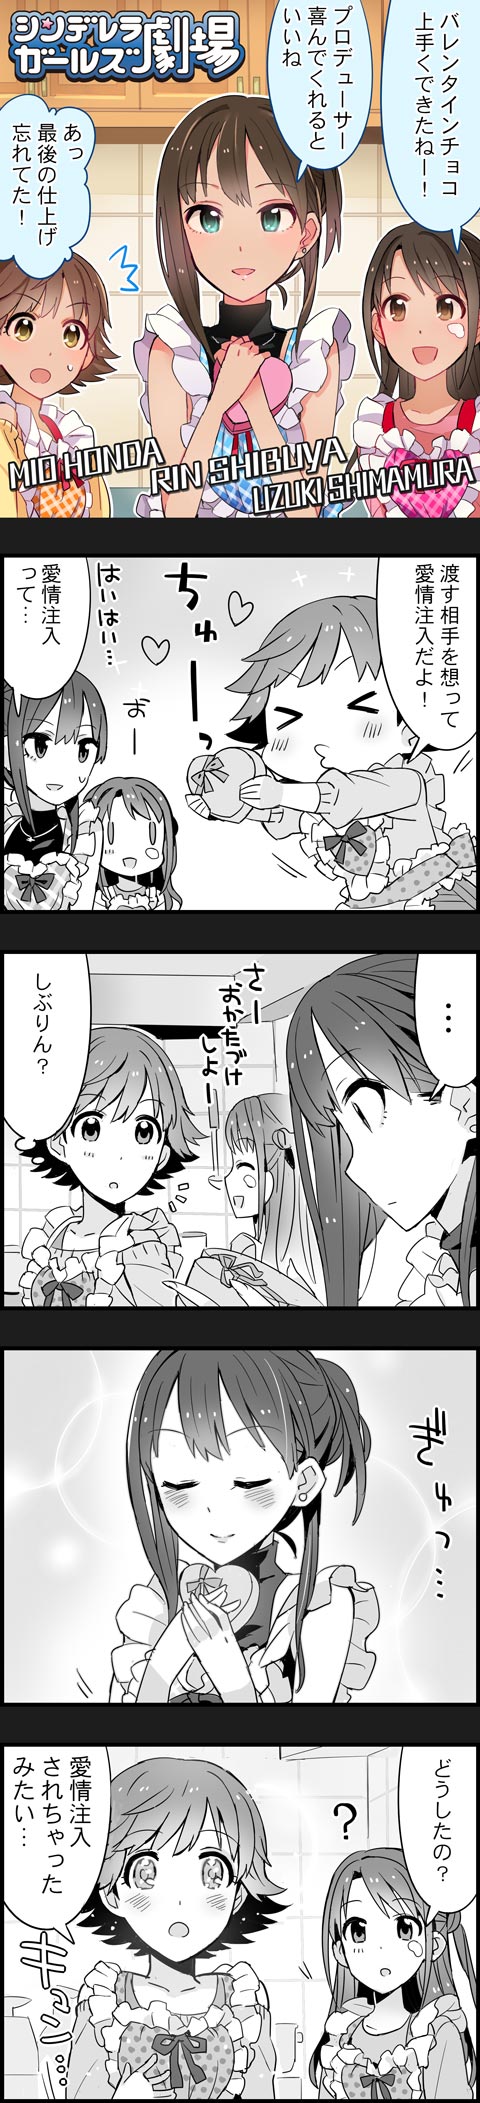 シンデレラ
ガールズ劇場
バレンタインチョコ
上手くできたねー!
プロデューサー
喜んでくれると
いいね
あっ
最後の仕上げ
忘れてた!
MIO HONDA
RIN SHIBUYA
UZUKI SHIMAMURA
渡す相手を想って
愛情注入だよ!
ちゅーっ
おー
はいはい…
愛情注入
って…
…
さー
おかたづけ
しよー
しぶりん?
ぎゅっ…
どうしたの?
?
愛情注入
されちゃった
みたい…
キュン…